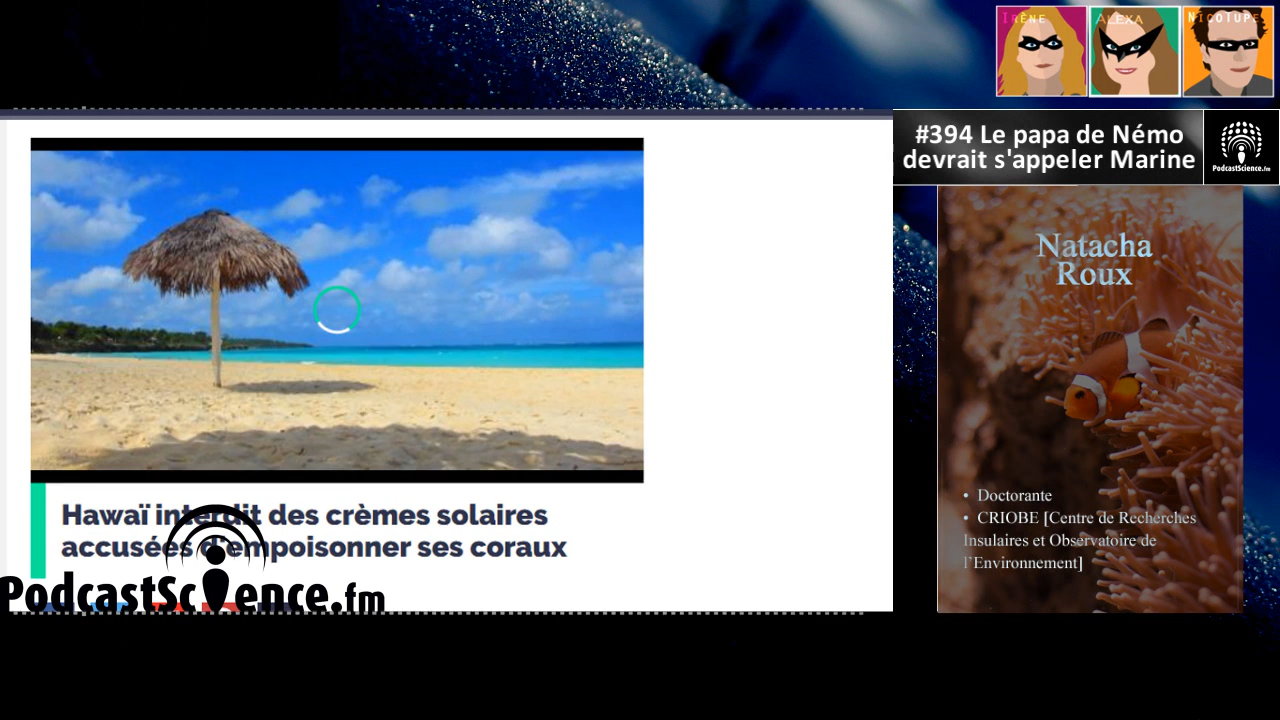 IRÈNE
ALEXA
NICOTUPE
#394 Le papa de Némo
devrait s'appeler Marine
PodcastScience.fm
Natacha
Roux
• Doctorante
• CRIOBE [Centre de Recherches
Insulaires et Observatoire de
l'Environnement]
Hawaï interdit des crèmes solaires
accusées d'empoisonner ses coraux
PodcastScience.fm